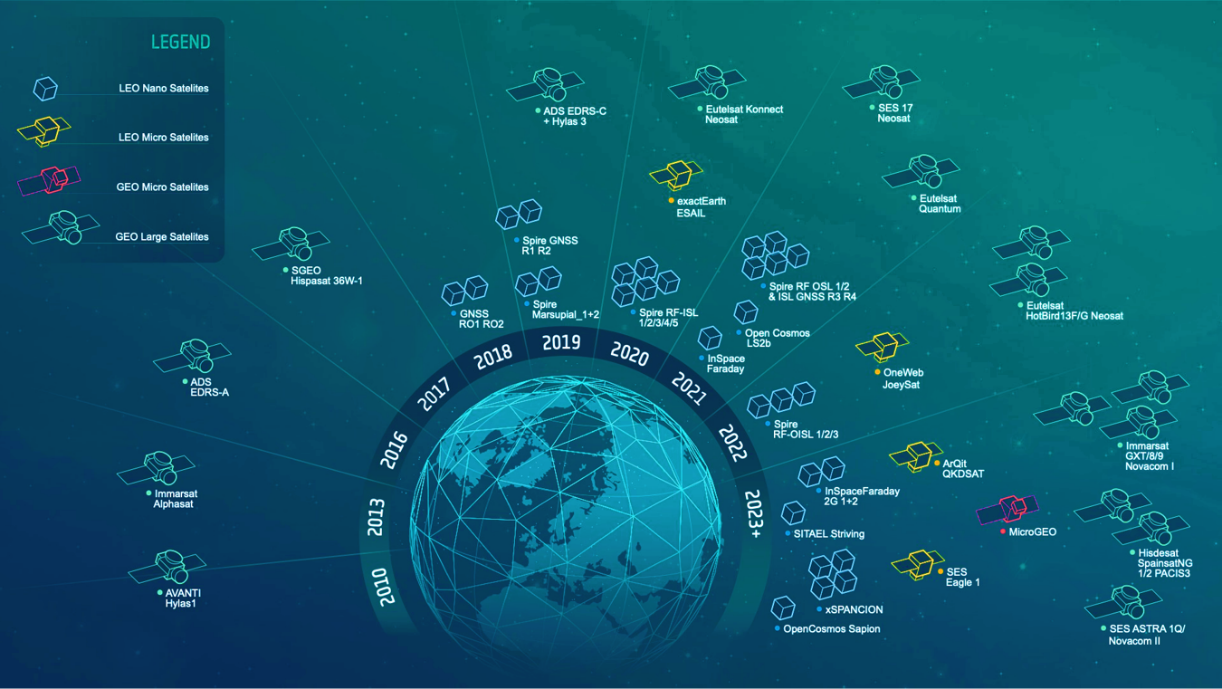 LEGEND
LEO Nano Satelites
LEO Micro Satelites
GEO Micro Satelites
GEO Large Satelites
AVANTI
Hylas1
2010
Immarsat
Alphasat
2013
ADS
EDRS-A
2016
SGEO
Hispasat 36W-1
2017
GNSS
RO1 RO2
2018
ADS EDRS-C
+ Hylas 3
Spire GNSS
R1 R2
Spire
Marsupial_1+2
2019
Eutelsat Konnect
Neosat
exactEarth
ESAIL
Spire RF-ISL
1/2/3/4/5
2020
SES 17
Neosat
Eutelsat
Quantum
Spire RF OSL 1/2
& ISL GNSS R3 R4
Open Cosmos
LS2b
InSpace
Faraday
2021
Eutelsat
HotBird13F/G Neosat
OneWeb
JoeySat
Spire
RF-OISL 1/2/3
2022
Immarsat
GXT/8/9
Novacom I
ArQit
QKDSAT
InSpaceFaraday
2G 1+2
MicroGEO
SITAEL Striving
2023+
Hisdesat
SpainsatNG
1/2 PACIS3
SES
Eagle 1
xSPANCION
OpenCosmos Sapion
SES ASTRA 1Q/
Novacom II